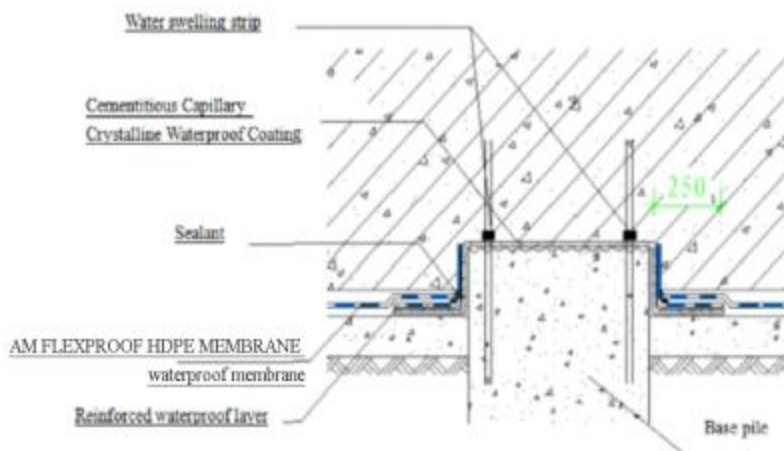 Water swelling strip
Cementitious Capillary
Crystalline Waterproof Coating
250
Sealant
AM FLEXPROOF HDPE MEMBRANE
waterproof membrane
Reinforced waterproof laver
Base pile